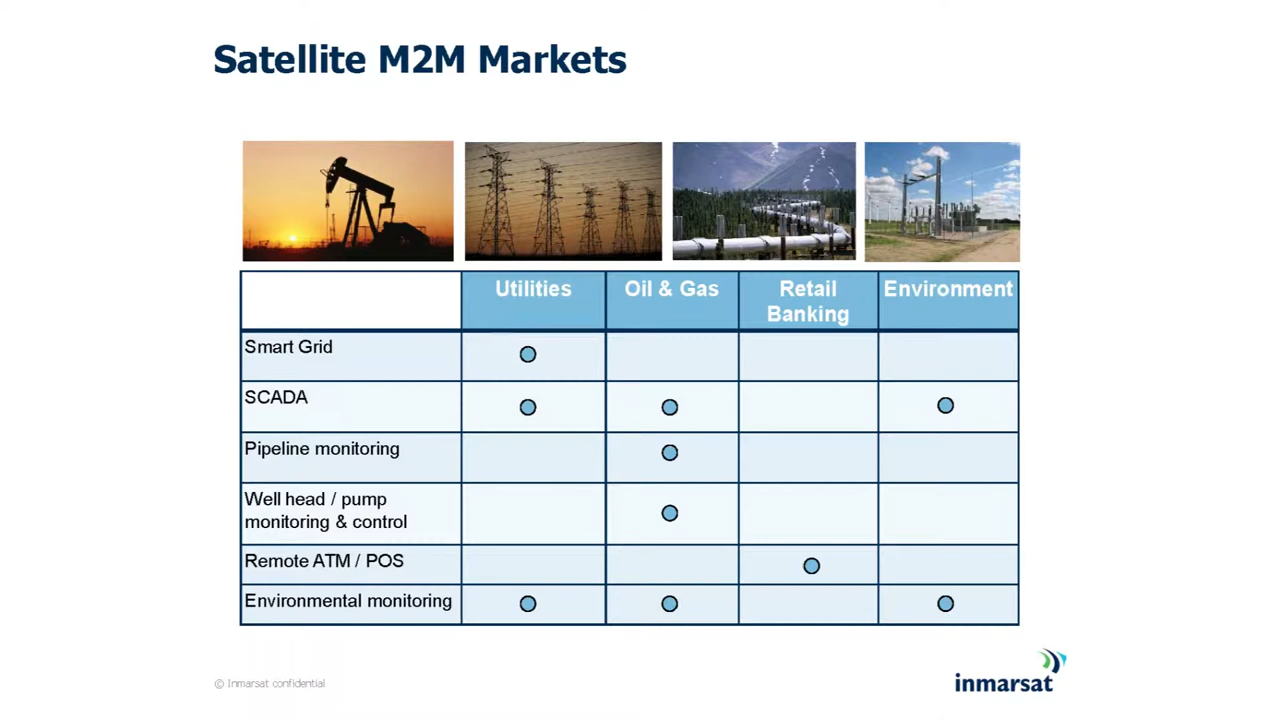 Satellite M2M Markets
Utilities
Oil & Gas
Retail
Banking
Environment
Smart Grid
SCADA
Pipeline monitoring
Well head / pump
monitoring & control
Remote ATM / POS
Environmental monitoring
© Inmarsat confidential
inmarsat